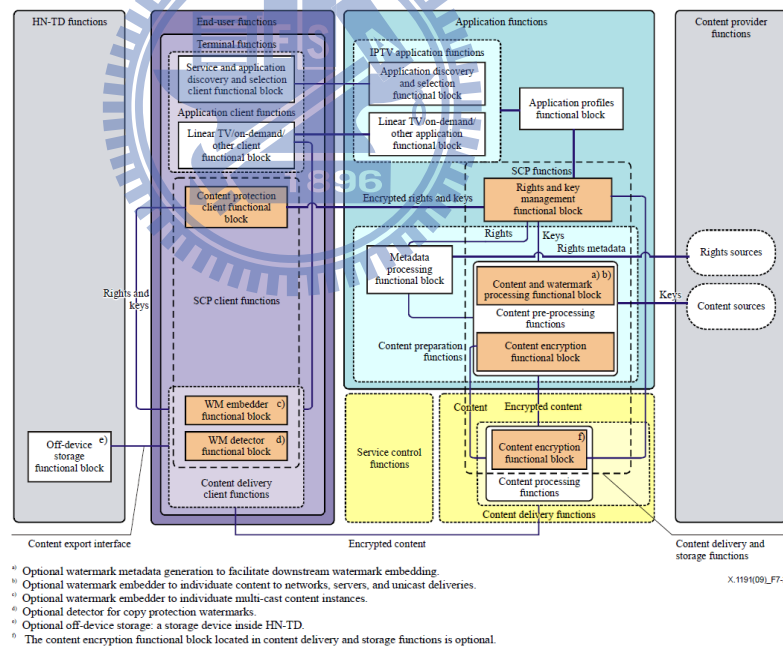 HN-TD functions
End-user functions
Application functions
Content provider
functions
Terminal functions
Service and application
discovery and selection
client functional block
Application client functions
Linear TV/on-demand/
other client
functional block
IPTV application functions
Application discovery
and selection
functional block
Linear TV/on-demand/
other application
functional block
Application profiles
functional block
SCP functions
1896
Content protection
client functional
block
Encrypted rights and keys
Rights and key
management
functional block
Rights
Keys
Rights metadata
Metadata
processing
functional block
a) b)
Content and watermark
processing functional block
Rights sources
Keys
Content sources
Rights and
keys
SCP client functions
Content pre-processing
functions
Content preparation
functions
Content encryption
functional block
WM embedder c)
functional block
Content
Encrypted content
e)
Off-device
storage
functional block
WM detector d)
functional block
Service control
functions
f)
Content encryption
functional block
Content delivery
client functions
Content processing
functions
Content delivery functions
Content export interface
Encrypted content
Content delivery and
storage functions
a) Optional watermark metadata generation to facilitate downstream watermark embedding.
b) Optional watermark embedder to individuate content to networks, servers, and unicast deliveries.
c) Optional watermark embedder to individuate multi-cast content instances.
d) Optional detector for copy protection watermarks.
e) Optional off-device storage: a storage device inside HN-TD.
f) The content encryption functional block located in content delivery and storage functions is optional.
X.1191(09)_F7-